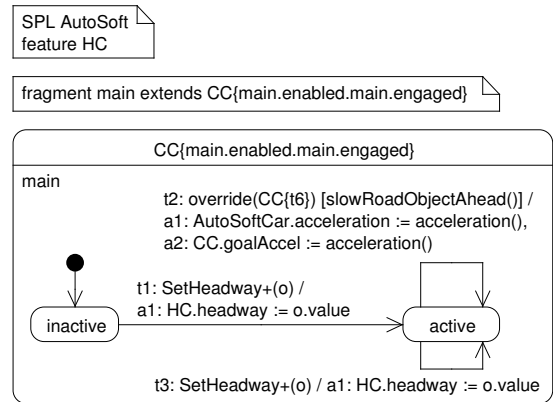 SPL AutoSoft
feature HC
fragment main extends CC{main.enabled.main.engaged}
CC{main.enabled.main.engaged}
main
t2: override(CC{t6}) [slowRoadObjectAhead()] /
a1: AutoSoftCar.acceleration := acceleration(),
a2: CC.goalAccel := acceleration()
t1: SetHeadway+(o) /
a1: HC.headway := o.value
inactive
active
t3: SetHeadway+(o) / a1: HC.headway := o.value